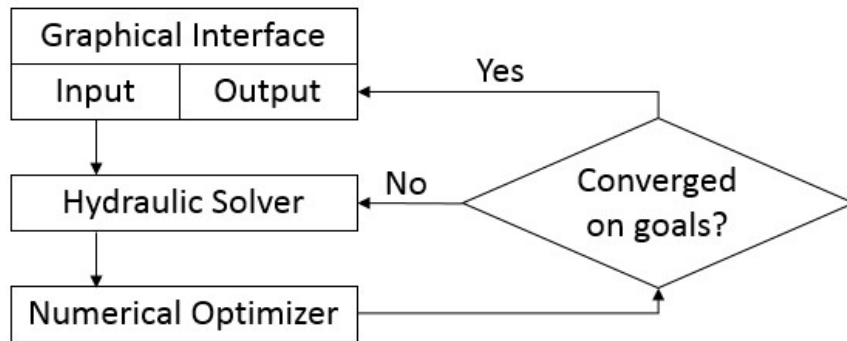 Graphical Interface
Input
Output
Yes
Hydraulic Solver
No
Converged
on goals?
Numerical Optimizer